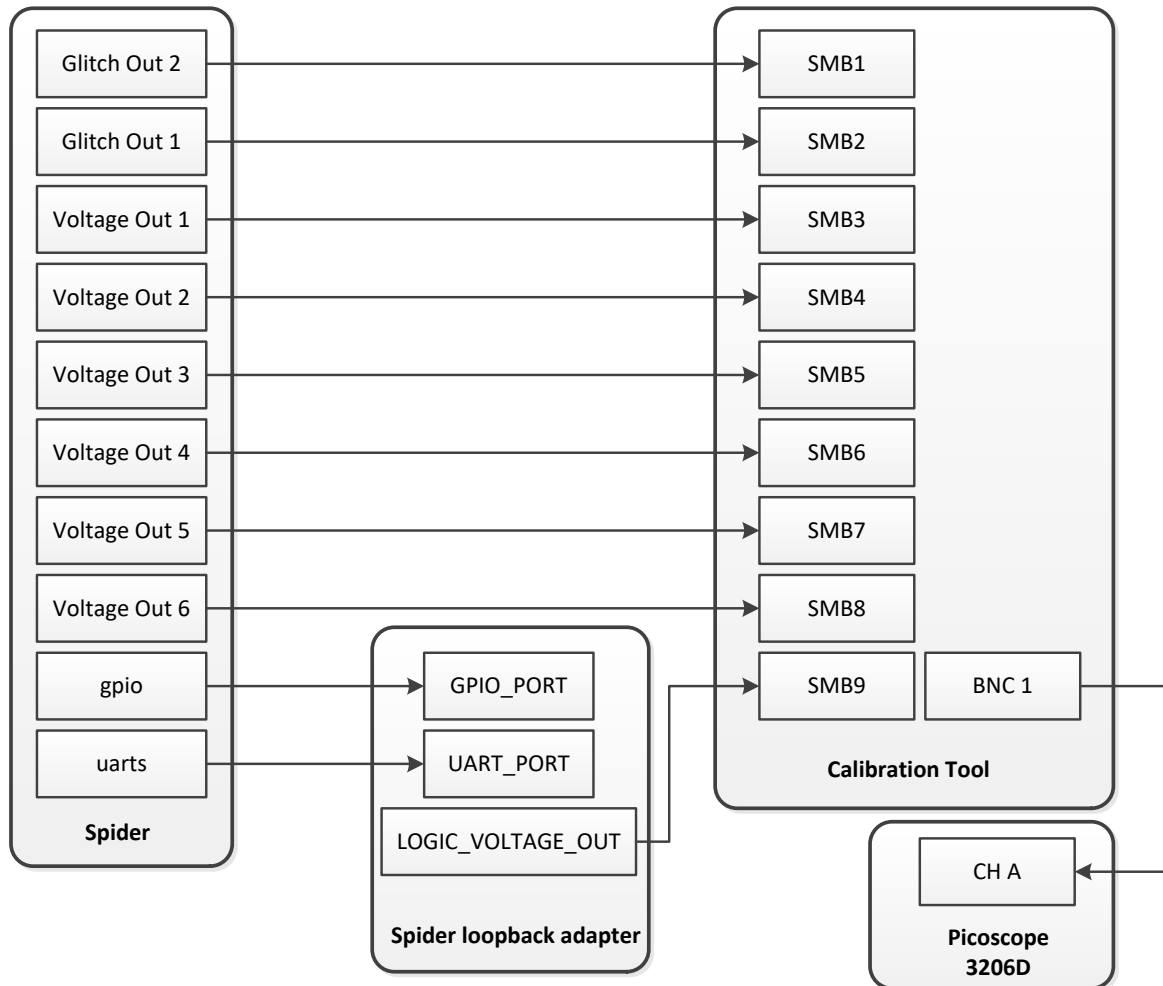 Glitch Out 2
Glitch Out 1
Voltage Out 1
Voltage Out 2
Voltage Out 3
Voltage Out 4
Voltage Out 5
Voltage Out 6
gpio
uarts
Spider
GPIO_PORT
UART_PORT
LOGIC_VOLTAGE_OUT
Spider loopback adapter
SMB1
SMB2
SMB3
SMB4
SMB5
SMB6
SMB7
SMB8
SMB9
BNC 1
Calibration Tool
CH A
Picoscope
3206D